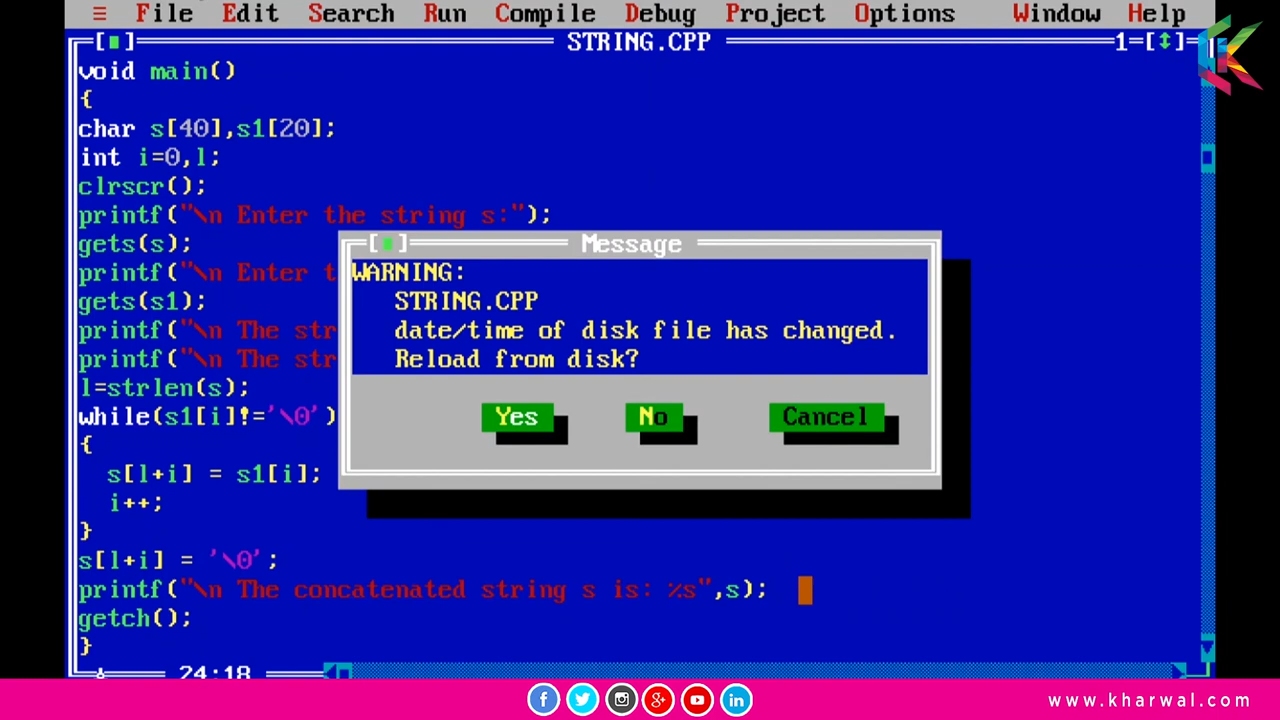 ≡ File Edit Search Run Compile Debug Project Options Window Help
STRING.CPP 1
void main()
{
char s[40],s1[20];
int i=0,l;
clrscr();
printf("\n Enter the string s:");
gets(s);
printf("\n Enter t
gets(s1);
printf("\n The str
printf("\n The str
l=strlen(s);
while(s1[i]!='\0')
{
s[l+i] = s1[i];
i++;
}
s[l+i] = '\0';
printf("\n The concatenated string s is: %s",s);
getch();
}
24:18
Message
WARNING:
STRING.CPP
date/time of disk file has changed.
Reload from disk?
Yes No Cancel
www.kharwal.com